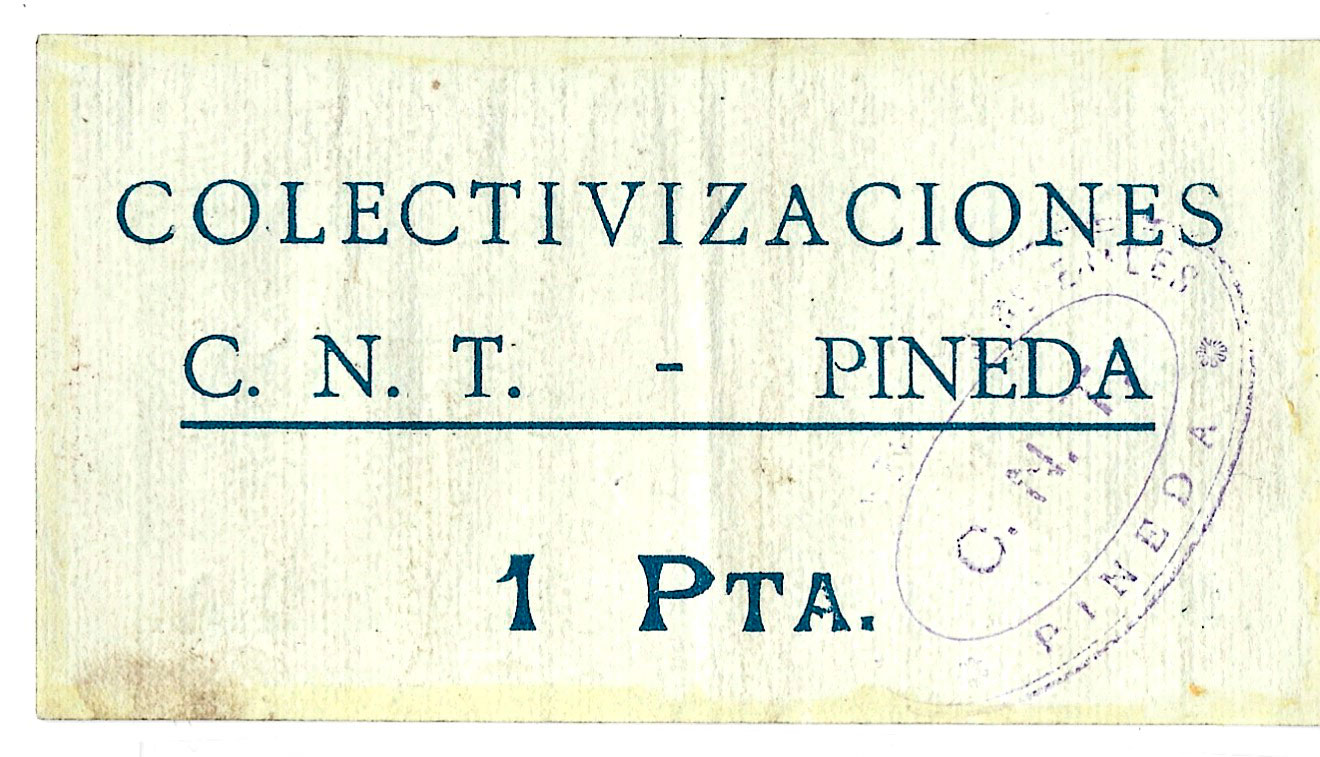 COLECTIVIZACIONES
C. N. T. - PINEDA
1 PTA.
C. N. T.
PINEDA